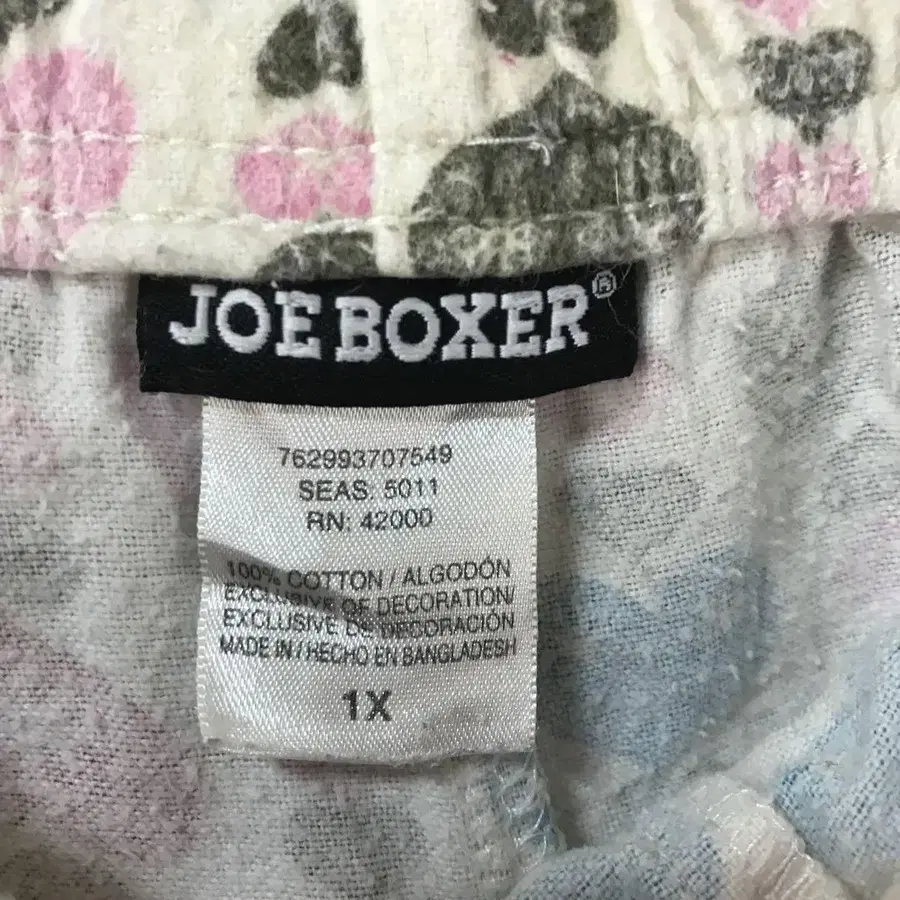 JOE BOXER®
762993707549
SEAS: 5011
RN: 42000
100% COTTON / ALGODÓN
EXCLUSIVE OF DECORATION/
EXCLUSIVE DE DECORACIÓN
MADE IN / HECHO EN BANGLADESH
1X